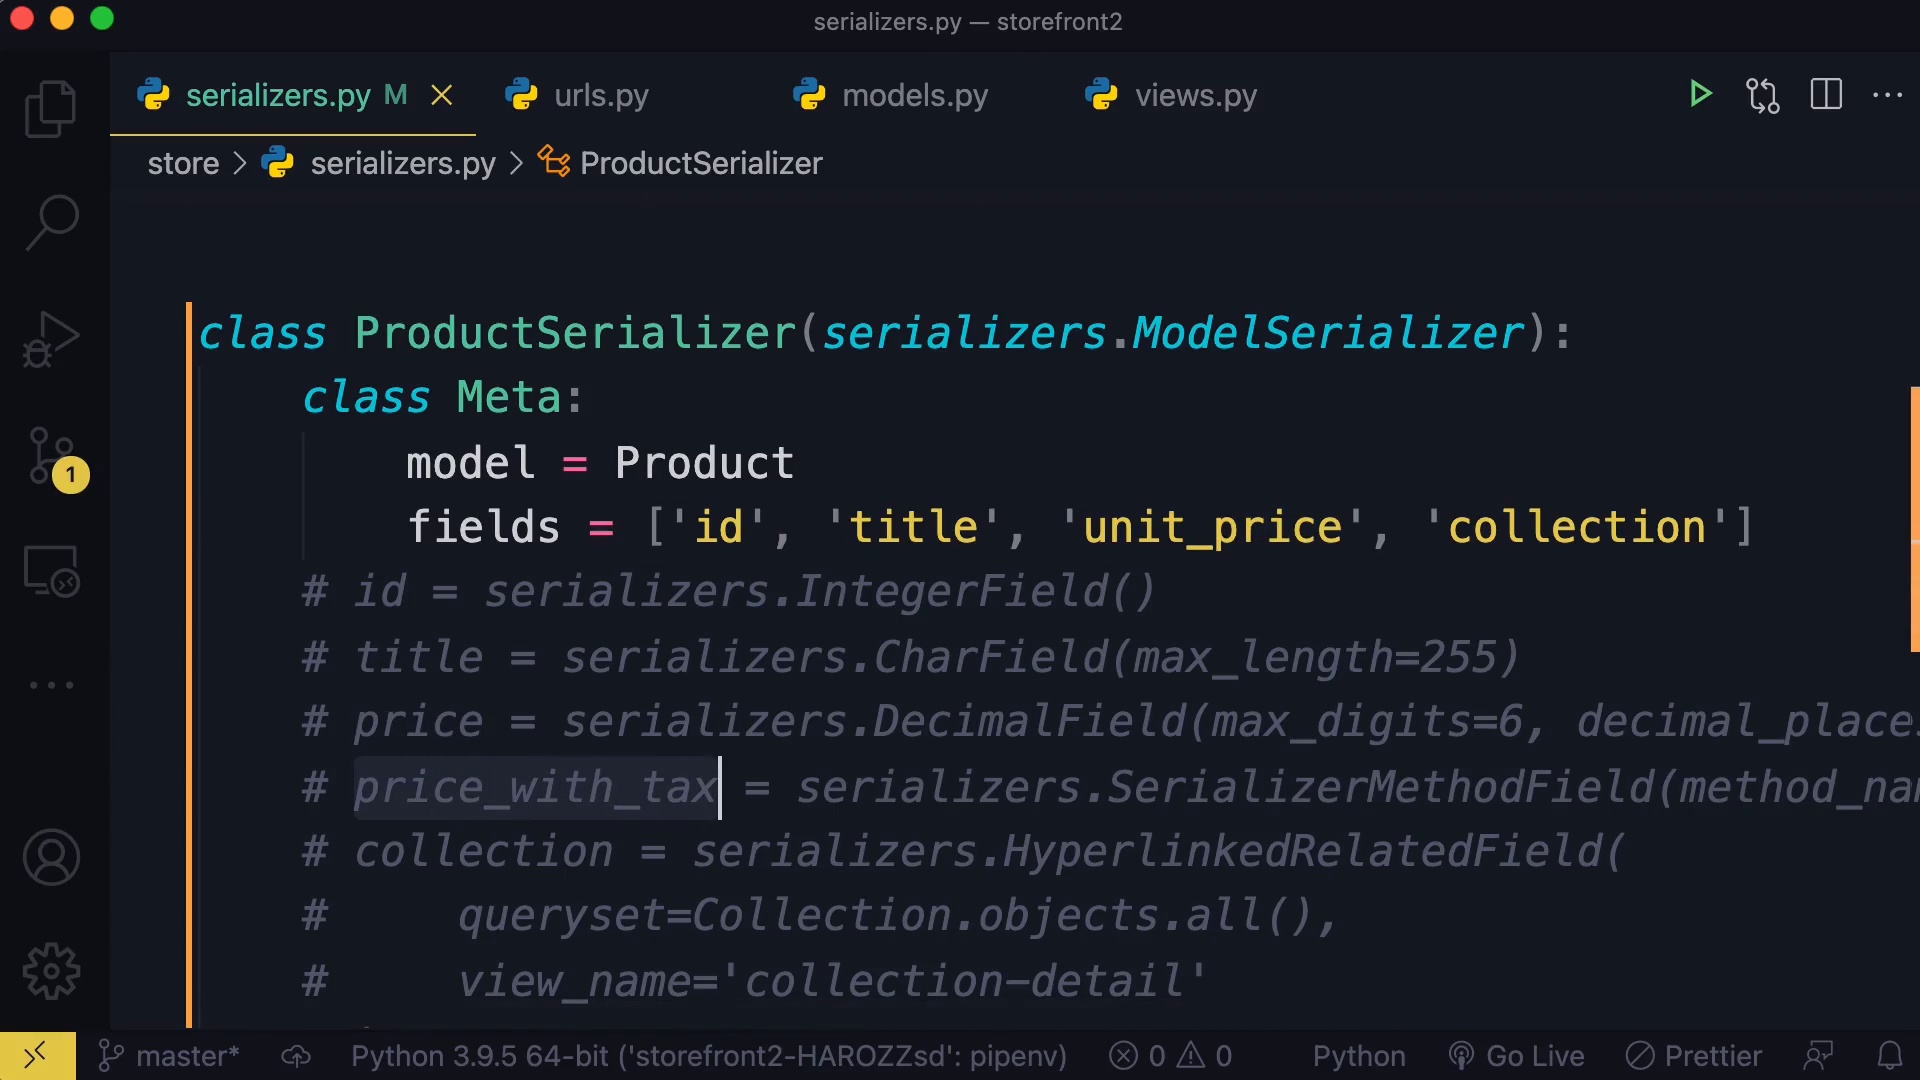 serializers.py — storefront2
serializers.py M urls.py models.py views.py
store > serializers.py > ProductSerializer
class ProductSerializer(serializers.ModelSerializer):
    class Meta:
        model = Product
        fields = ['id', 'title', 'unit_price', 'collection']
    # id = serializers.IntegerField()
    # title = serializers.CharField(max_length=255)
    # price = serializers.DecimalField(max_digits=6, decimal_place
    # price_with_tax = serializers.SerializerMethodField(method_na
    # collection = serializers.HyperlinkedRelatedField(
    #     queryset=Collection.objects.all(),
    #     view_name='collection-detail'
1
master* Python 3.9.5 64-bit ('storefront2-HAROZZsd': pipenv) 0 0 Python Go Live Prettier